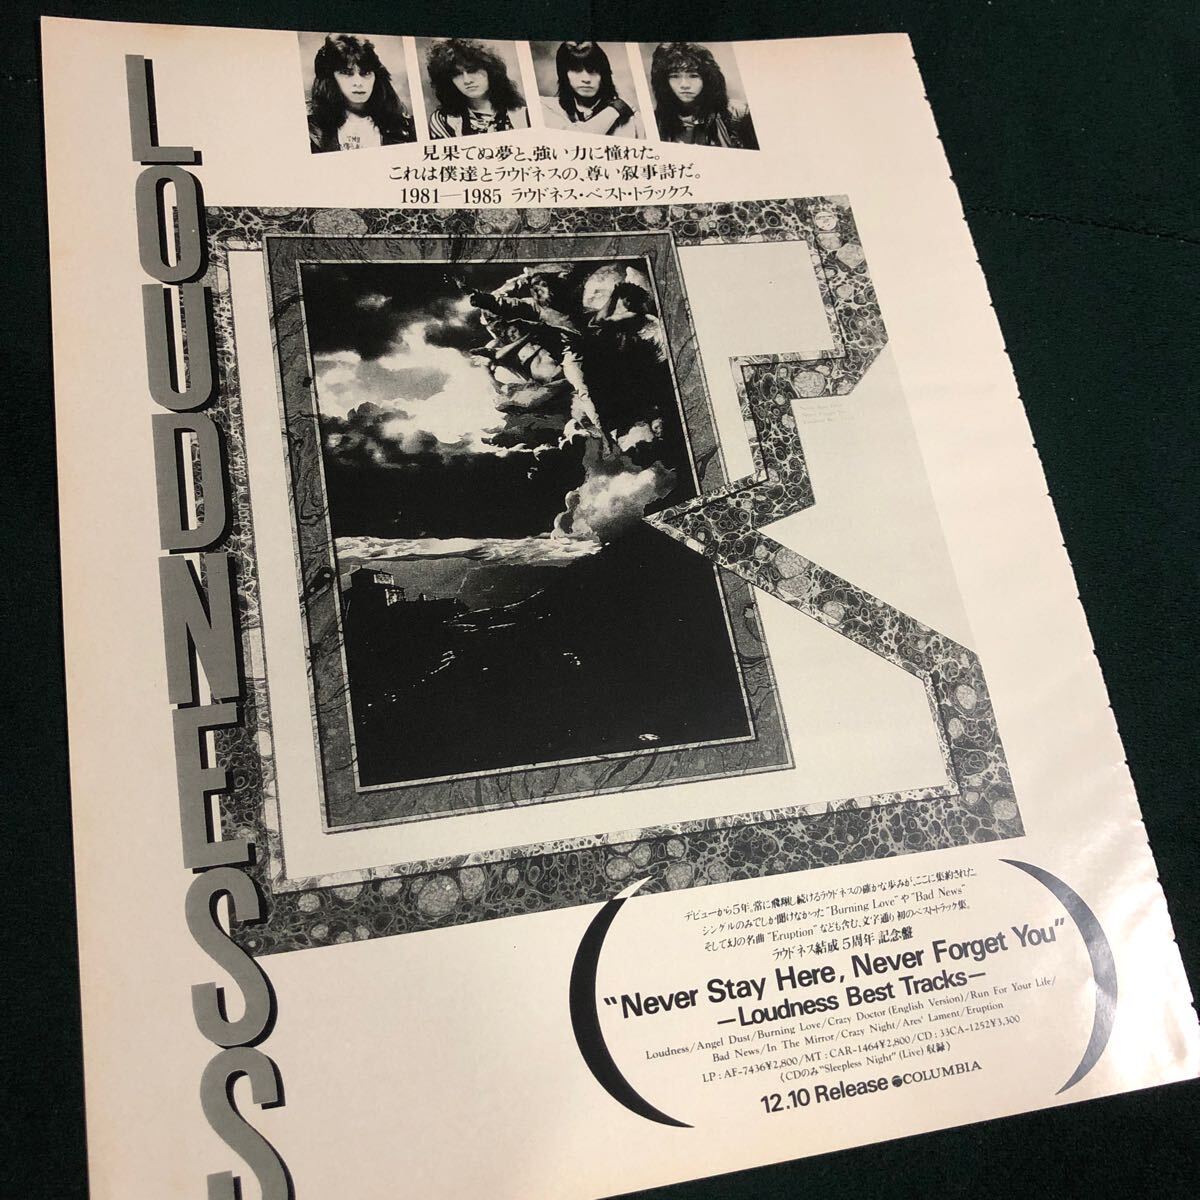 LOUDNESS
見果てぬ夢と、強い力に憧れた。
これは僕達とラウドネスの、尊い叙事詩だ。
1981—1985 ラウドネス・ベスト・トラックス
デビューから5年。常に飛翔し続けるラウドネスの確かな歩みが、ここに集約された。
シングルのみでしか聞けなかった"Burning Love"や"Bad News"
そして幻の名曲"Eruption"なども含む、文字通り初のベストトラック集。
ラウドネス結成5周年記念盤
"Never Stay Here, Never Forget You"
—Loudness Best Tracks—
Loudness/Angel Dust/Burning Love/Crazy Doctor(English Version)/Run For Your Life/
Bad News/In The Mirror/Crazy Night/Ares' Lament/Eruption
LP:AF-7436¥2,800/MT:CAR-1464¥2,800/CD:33CA-1252¥3,300
(CDのみ"Sleepless Night"(Live)収録)
12.10 Release COLUMBIA